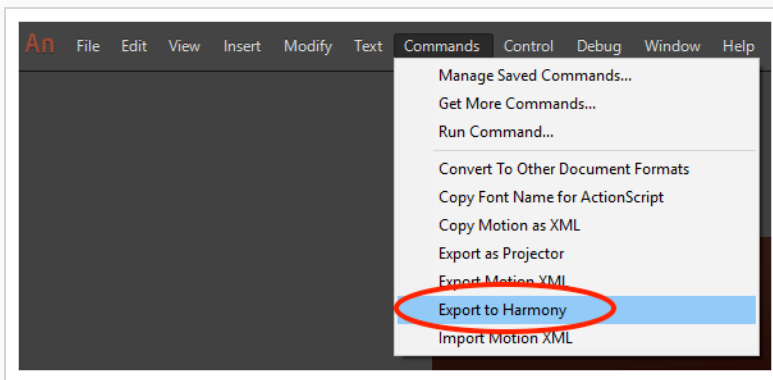 An File Edit View Insert Modify Text Commands Control Debug Window Help
Manage Saved Commands...
Get More Commands...
Run Command...
Convert To Other Document Formats
Copy Font Name for ActionScript
Copy Motion as XML
Export as Projector
Export Motion XML
Export to Harmony
Import Motion XML